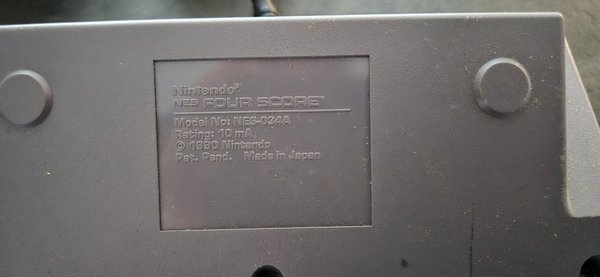 Nintendo®
NES FOUR SCORE™
Model No: NES-034A
Rating: 10 mA
© 1990 Nintendo
Pat. Pend. Made in Japan